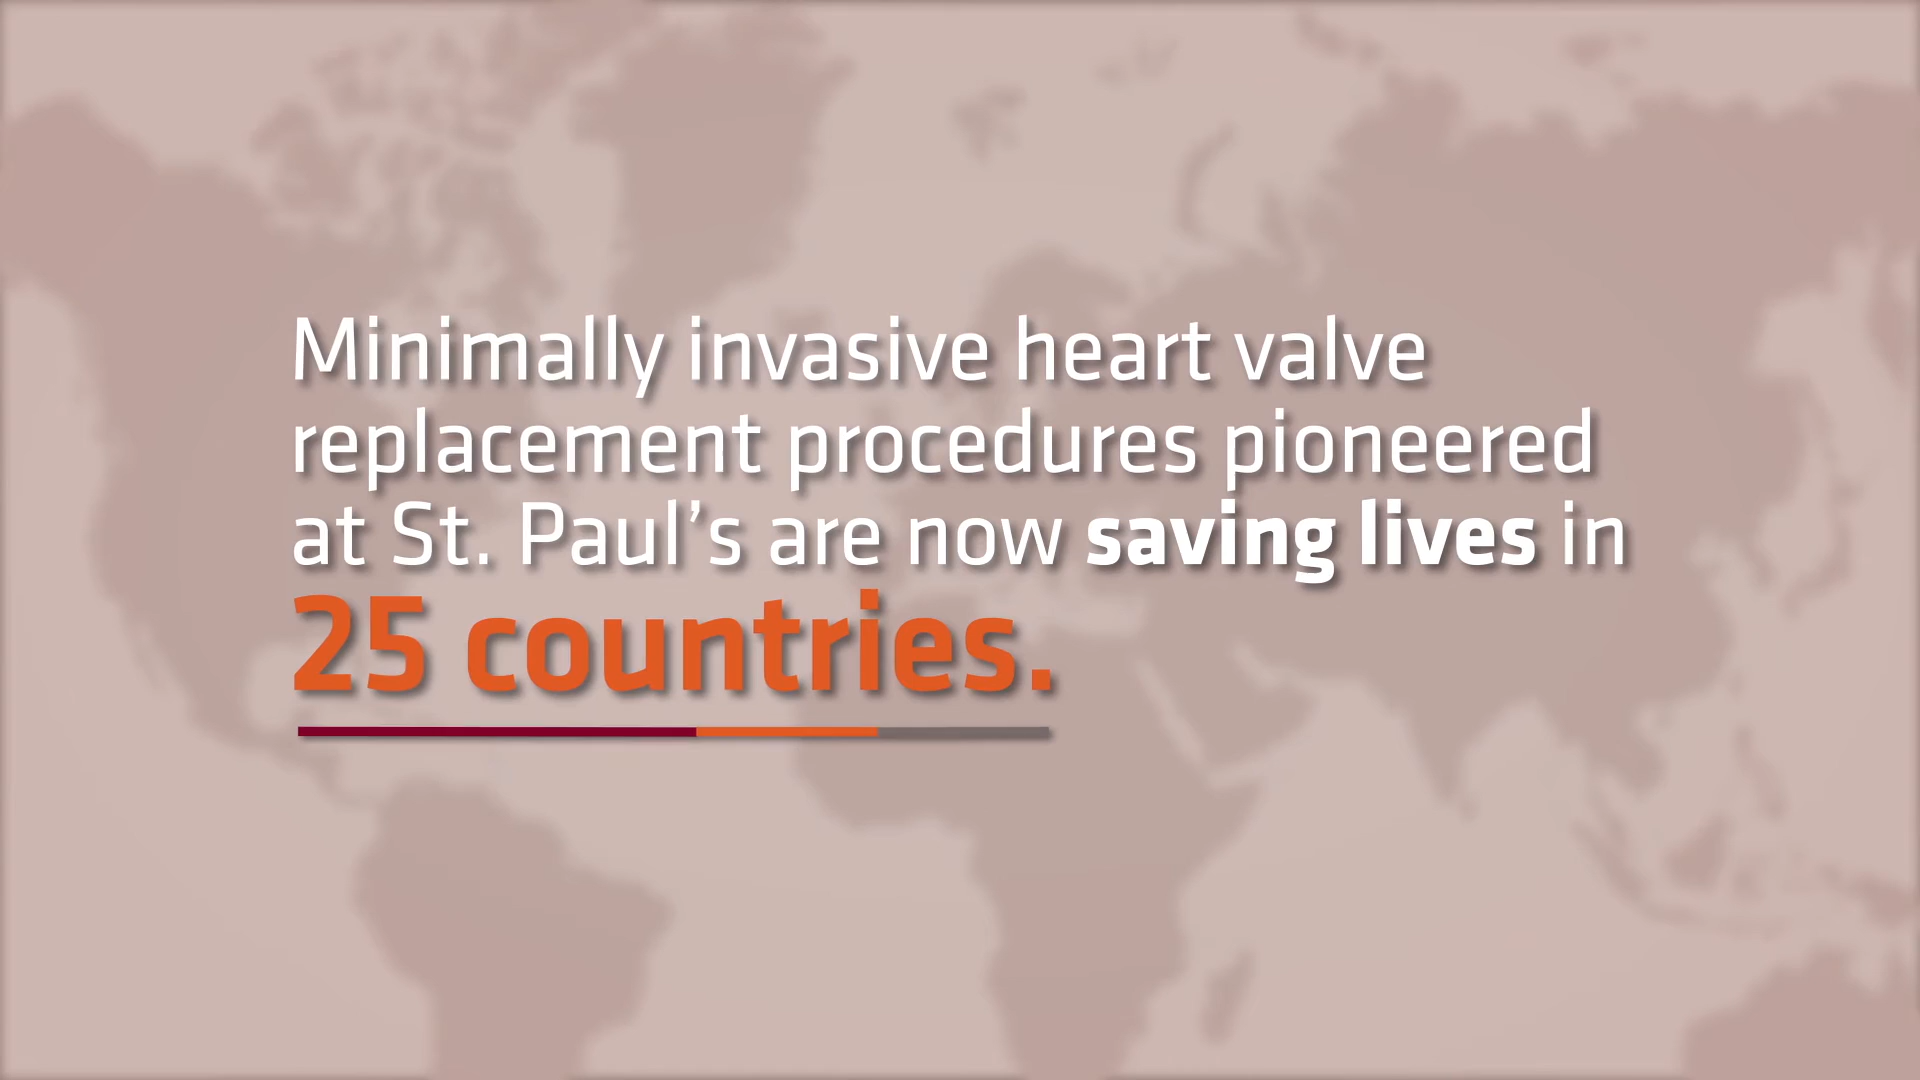 Minimally invasive heart valve
replacement procedures pioneered
at St. Paul’s are now saving lives in
25 countries.